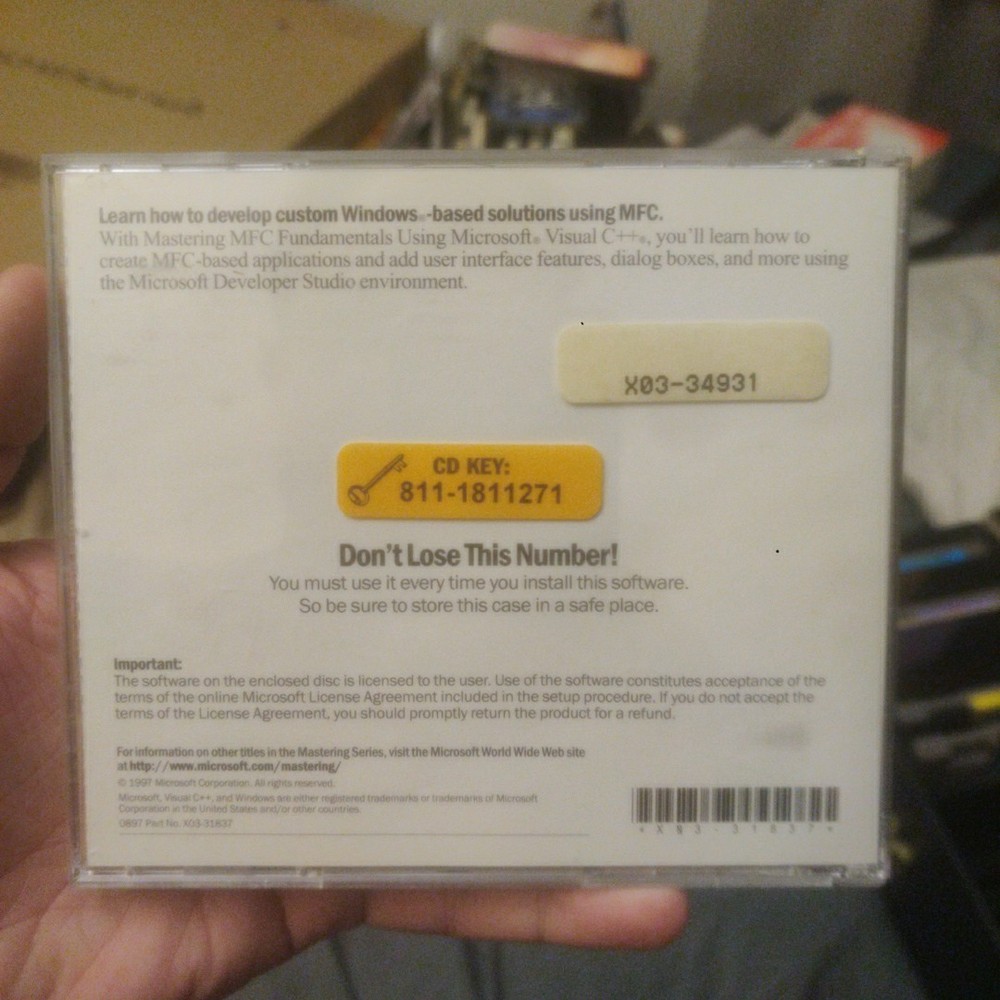 Learn how to develop custom Windows®-based solutions using MFC.
With Mastering MFC Fundamentals Using Microsoft® Visual C++®, you'll learn how to
create MFC-based applications and add user interface features, dialog boxes, and more using
the Microsoft Developer Studio environment.
X03-34931
CD KEY:
811-1811271
Don't Lose This Number!
You must use it every time you install this software.
So be sure to store this case in a safe place.
Important:
The software on the enclosed disc is licensed to the user. Use of the software constitutes acceptance of the
terms of the online Microsoft License Agreement included in the setup procedure. If you do not accept the
terms of the License Agreement, you should promptly return the product for a refund.
For information on other titles in the Mastering Series, visit the Microsoft World Wide Web site
at http://www.microsoft.com/mastering/
© 1997 Microsoft Corporation. All rights reserved.
Microsoft, Visual C++, and Windows are either registered trademarks or trademarks of Microsoft
Corporation in the United States and/or other countries.
0897 Part No. X03-31637